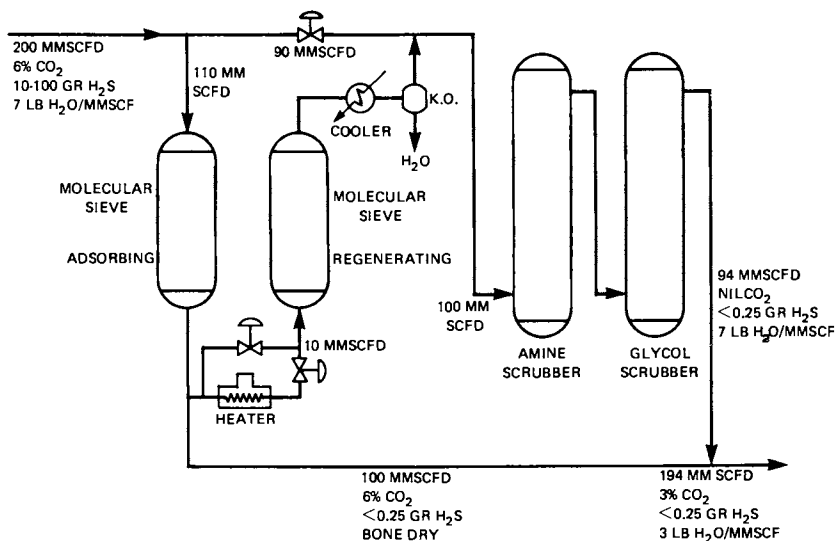 200 MMSCFD
6% CO₂
10-100 GR H₂S
7 LB H₂O/MMSCF
90 MMSCFD
110 MM
SCFD
K.O.
COOLER
H₂O
MOLECULAR
SIEVE
ADSORBING
MOLECULAR
SIEVE
REGENERATING
10 MMSCFD
HEATER
100 MM
SCFD
AMINE
SCRUBBER
GLYCOL
SCRUBBER
94 MMSCFD
NILCO₂
<0.25 GR H₂S
7 LB H₂O/MMSCF
100 MMSCFD
6% CO₂
<0.25 GR H₂S
BONE DRY
194 MM SCFD
3% CO₂
<0.25 GR H₂S
3 LB H₂O/MMSCF